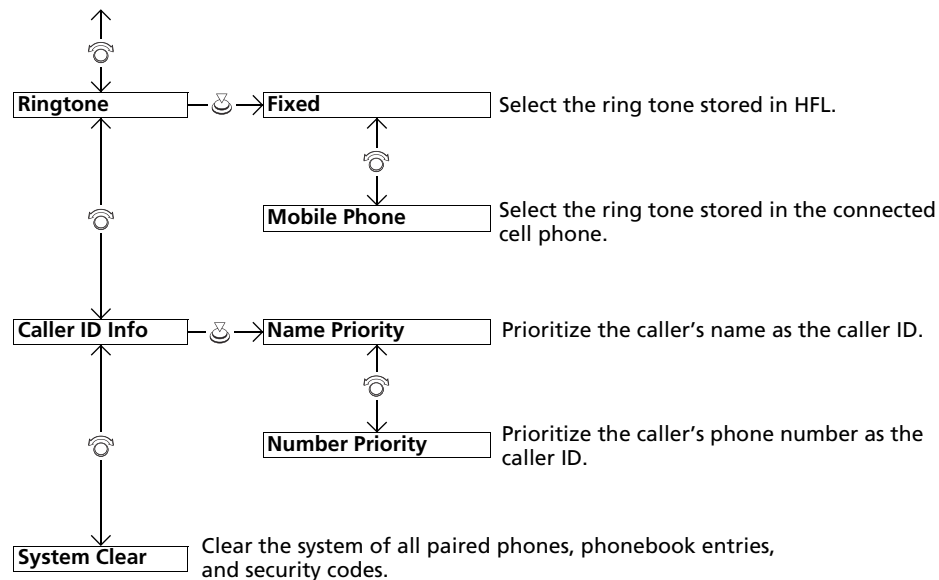 Ringtone
Fixed
Select the ring tone stored in HFL.
Mobile Phone
Select the ring tone stored in the connected
cell phone.
Caller ID Info
Name Priority
Prioritize the caller’s name as the caller ID.
Number Priority
Prioritize the caller’s phone number as the
caller ID.
System Clear
Clear the system of all paired phones, phonebook entries,
and security codes.